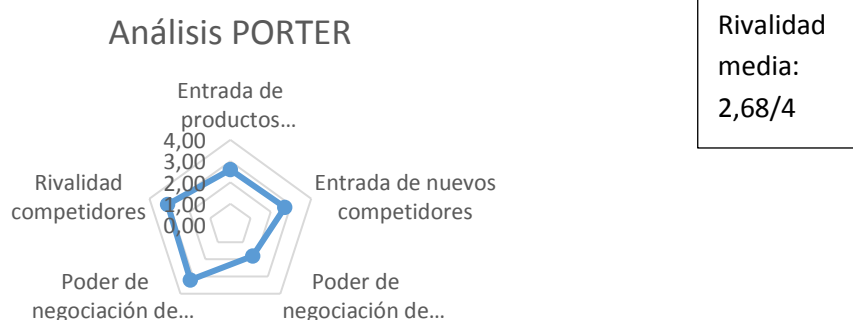 Análisis PORTER
Rivalidad
media:
2,68/4
Entrada de
productos…
4,00
3,00
2,00
1,00
0,00
Entrada de nuevos
competidores
Poder de
negociación de…
Poder de
negociación de…
Rivalidad
competidores